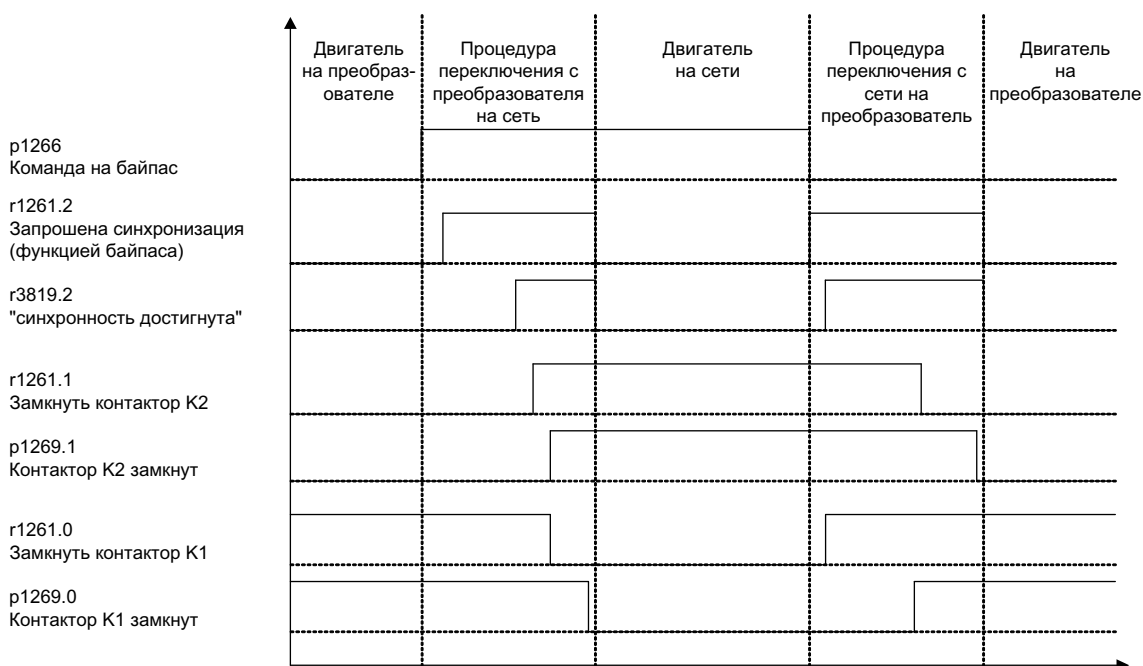 Двигатель
на преобраз-
ователе
Процедура
переключения с
преобразователя
на сеть
Двигатель
на сети
Процедура
переключения с
сети на
преобразователь
Двигатель
на
преобразователе
p1266
Команда на байпас
r1261.2
Запрошена синхронизация
(функцией байпаса)
r3819.2
"синхронность достигнута"
r1261.1
Замкнуть контактор K2
p1269.1
Контактор K2 замкнут
r1261.0
Замкнуть контактор K1
p1269.0
Контактор K1 замкнут